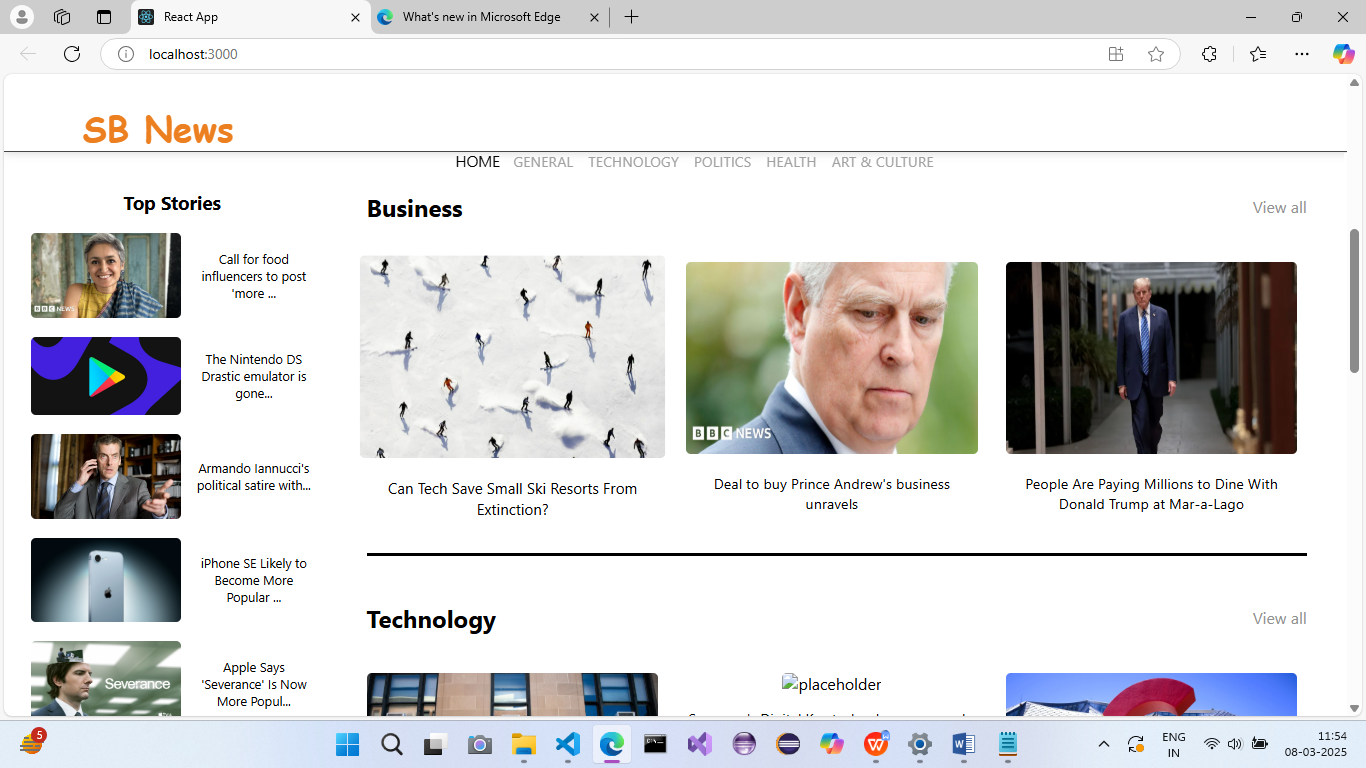 React App
What's new in Microsoft Edge
localhost:3000
SB News
HOME GENERAL TECHNOLOGY POLITICS HEALTH ART & CULTURE
Top Stories
BBC NEWS
Call for food
influencers to post
'more ...
The Nintendo DS
Drastic emulator is
gone...
Armando Iannucci's
political satire with...
iPhone SE Likely to
Become More
Popular ...
Severance
Apple Says
'Severance' Is Now
More Popul...
Business
View all
Can Tech Save Small Ski Resorts From
Extinction?
BBC NEWS
Deal to buy Prince Andrew's business
unravels
People Are Paying Millions to Dine With
Donald Trump at Mar-a-Lago
Technology
View all
placeholder
5
ENG
IN
11:54
08-03-2025